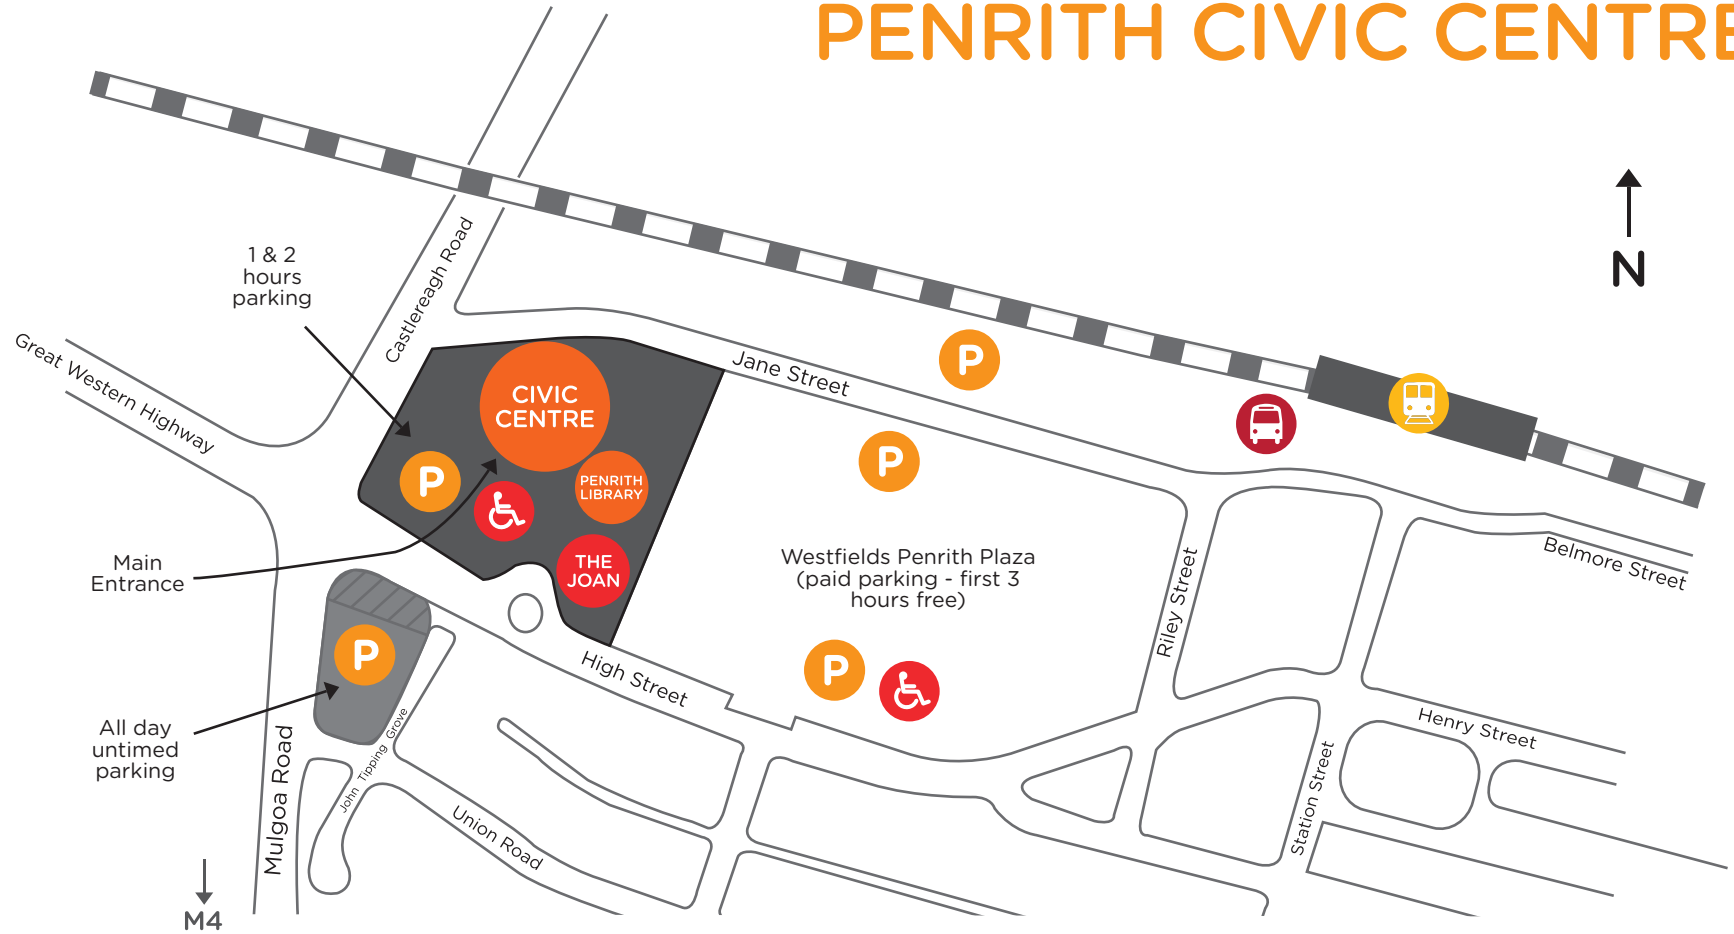 PENRITH CIVIC CENTRE
N
1 & 2
hours
parking
Castlereagh Road
Great Western Highway
CIVIC
CENTRE
Jane Street
P
P
P
PENRITH
LIBRARY
THE
JOAN
Main
Entrance
Westfields Penrith Plaza
(paid parking - first 3
hours free)
Belmore Street
Riley Street
P
P
High Street
All day
untimed
parking
John Tipping Grove
Mulgoa Road
Union Road
Henry Street
Station Street
M4